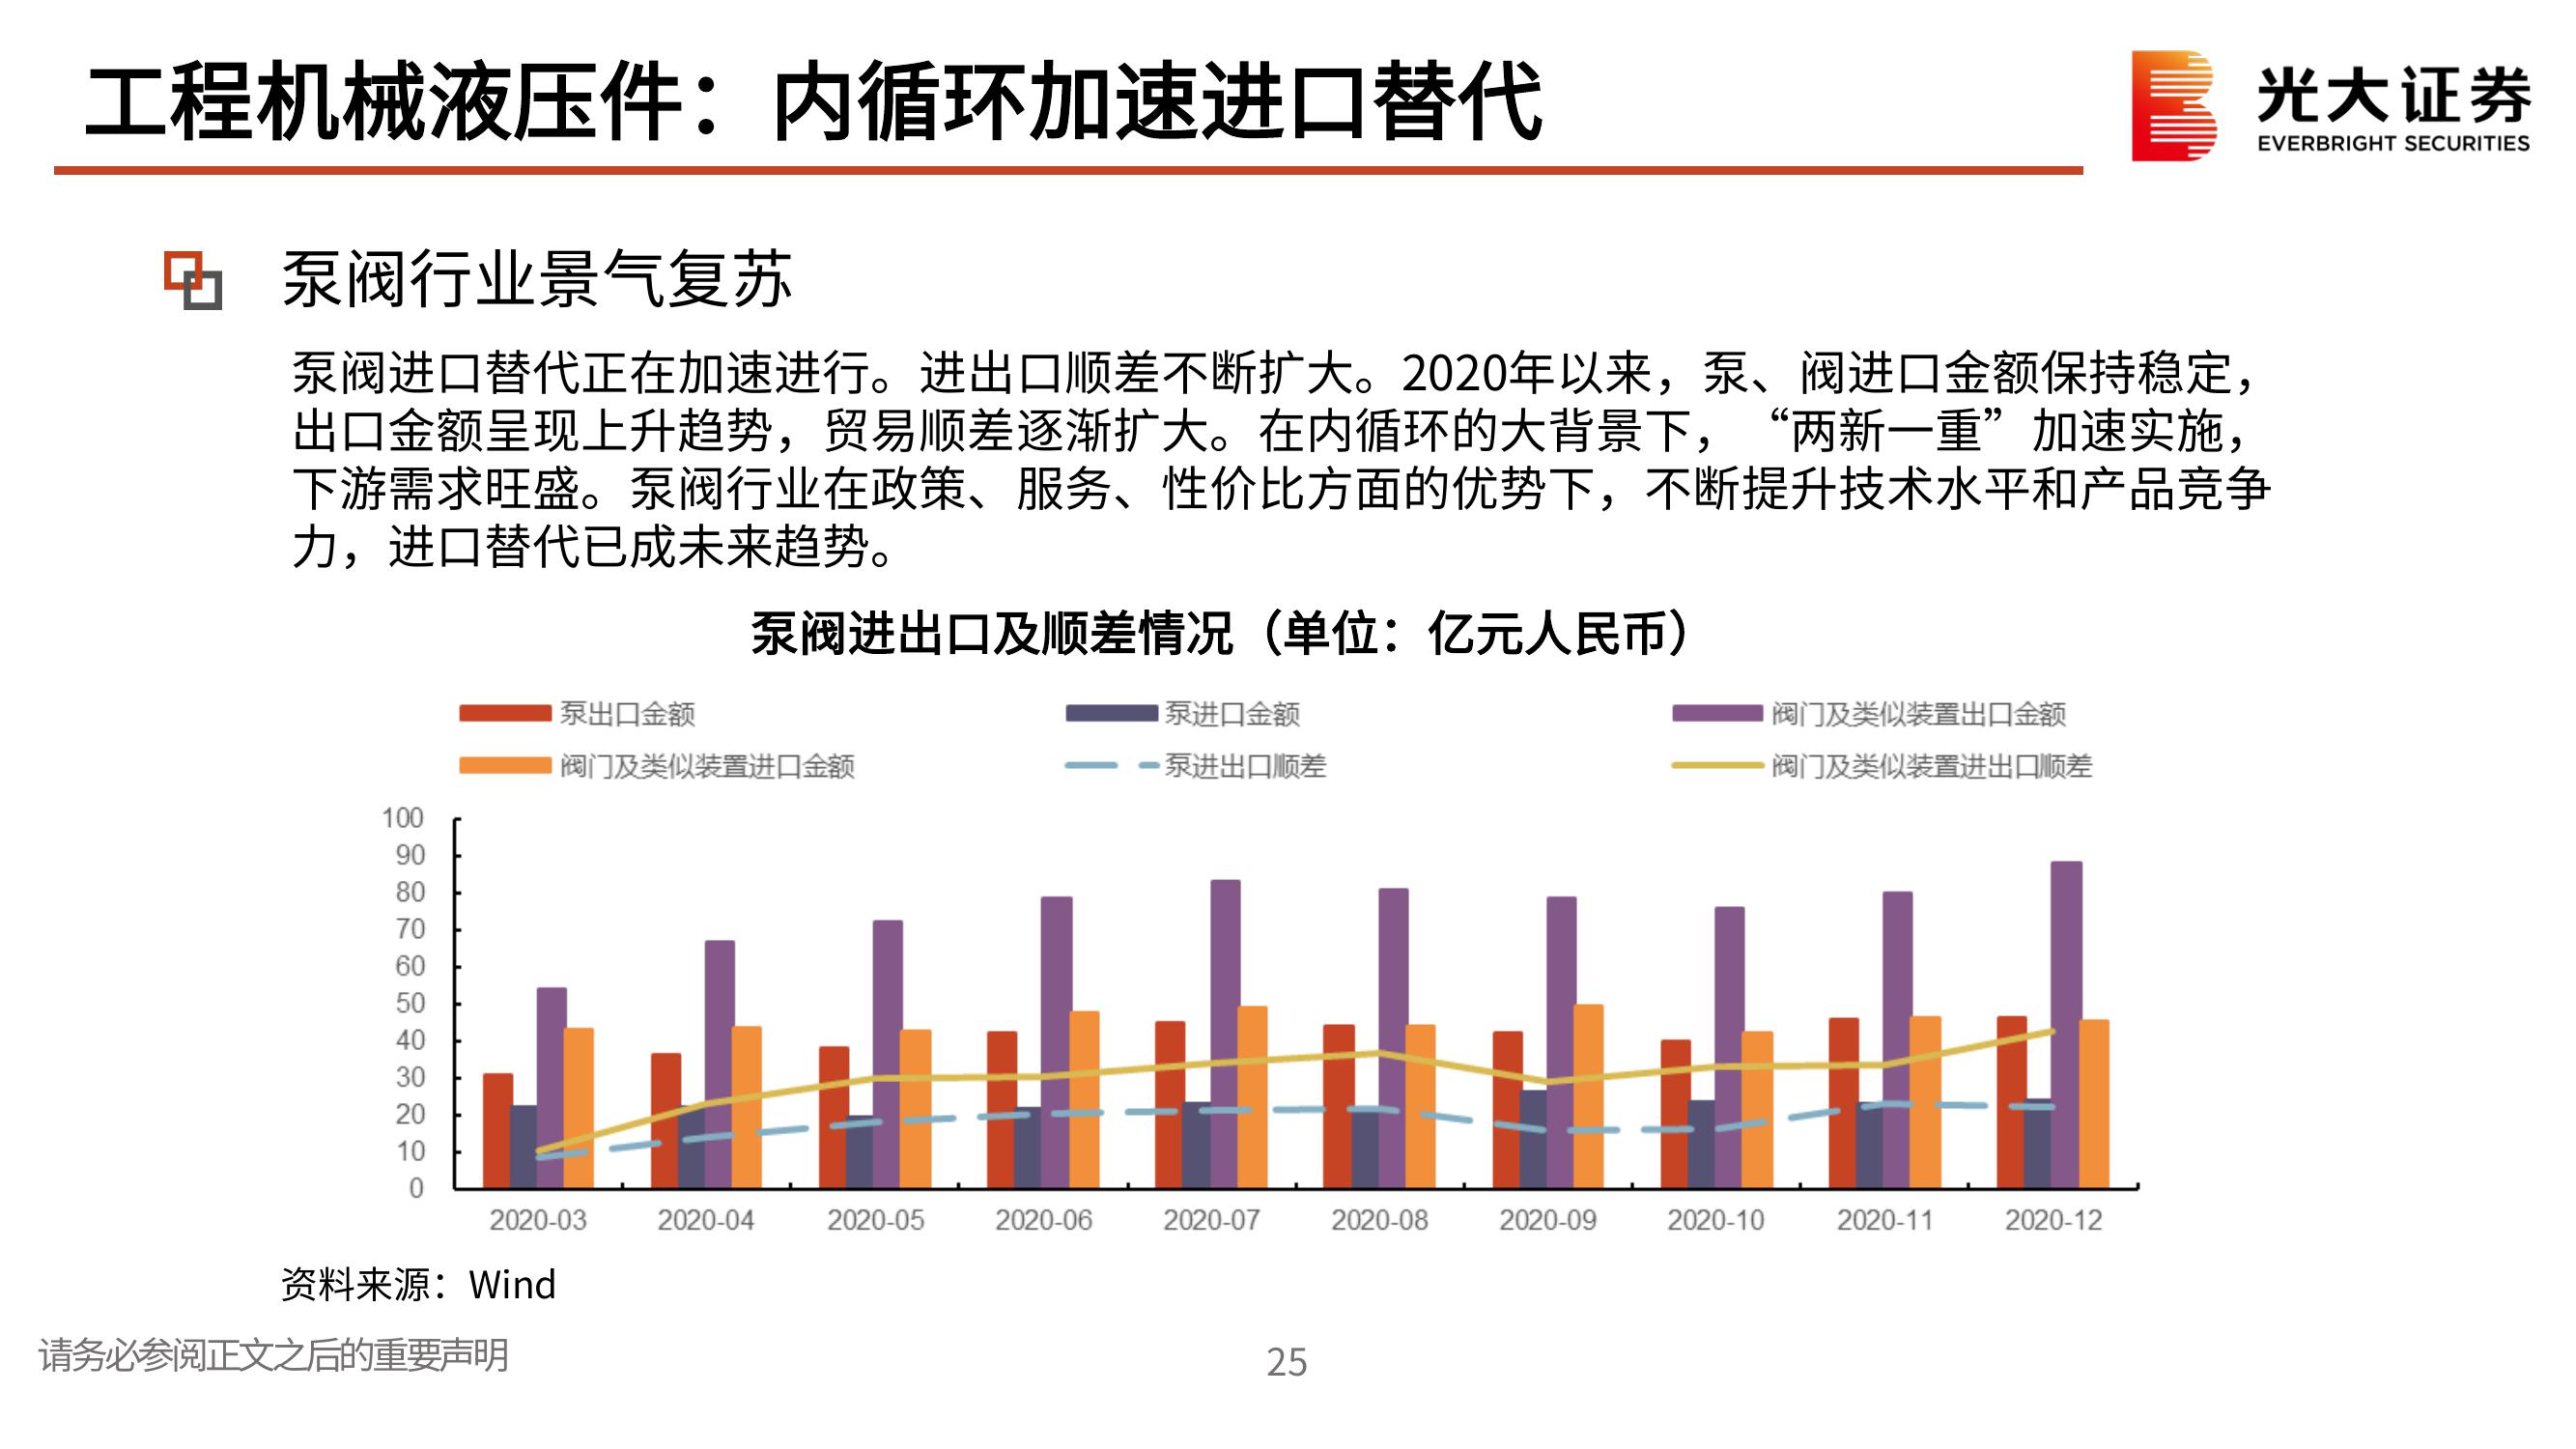 工程机械液压件：内循环加速进口替代
光大证券
EVERBRIGHT SECURITIES
泵阀行业景气复苏
泵阀进口替代正在加速进行。进出口顺差不断扩大。2020年以来，泵、阀进口金额保持稳定，
出口金额呈现上升趋势，贸易顺差逐渐扩大。在内循环的大背景下，“两新一重”加速实施，
下游需求旺盛。泵阀行业在政策、服务、性价比方面的优势下，不断提升技术水平和产品竞争
力，进口替代已成未来趋势。
泵阀进出口及顺差情况（单位：亿元人民币）
泵出口金额 泵进口金额 阀门及类似装置出口金额
阀门及类似装置进口金额 泵进出口顺差 阀门及类似装置进出口顺差
100
90
80
70
60
50
40
30
20
10
0
2020-03 2020-04 2020-05 2020-06 2020-07 2020-08 2020-09 2020-10 2020-11 2020-12
资料来源：Wind
请务必参阅正文之后的重要声明
25